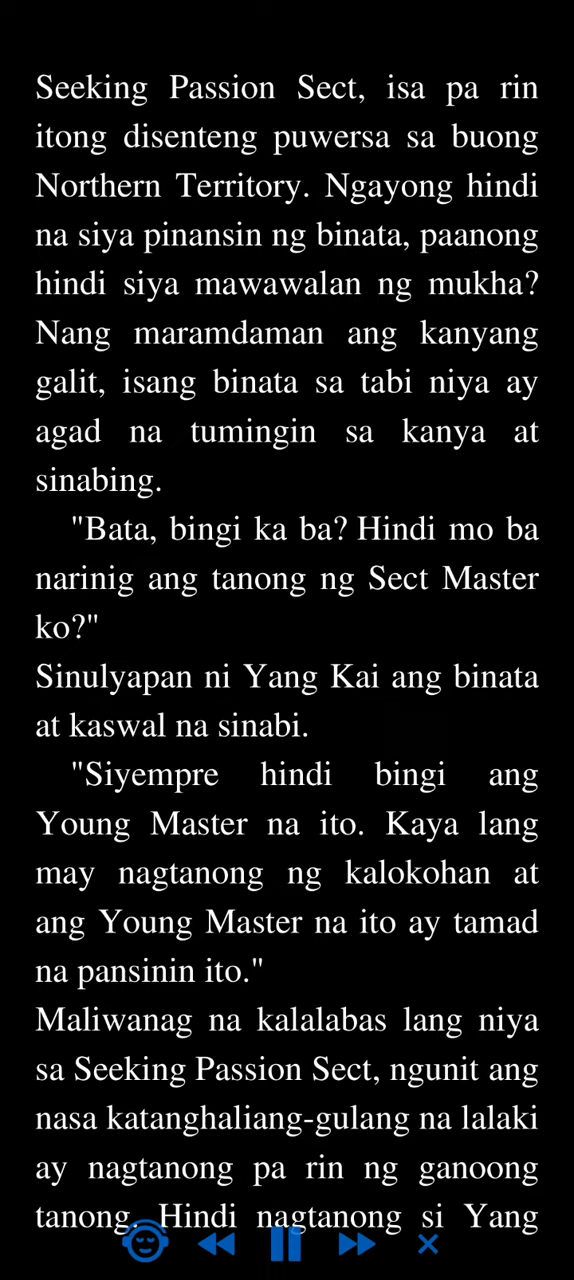 Seeking Passion Sect, isa pa rin
itong disenteng puwersa sa buong
Northern Territory. Ngayong hindi
na siya pinansin ng binata, paanong
hindi siya mawawalan ng mukha?
Nang maramdaman ang kanyang
galit, isang binata sa tabi niya ay
agad na tumingin sa kanya at
sinabing.
"Bata, bingi ka ba? Hindi mo ba
narinig ang tanong ng Sect Master
ko?"
Sinulyapan ni Yang Kai ang binata
at kaswal na sinabi.
"Siyempre hindi bingi ang
Young Master na ito. Kaya lang
may nagtanong ng kalokohan at
ang Young Master na ito ay tamad
na pansinin ito."
Maliwanag na kalalabas lang niya
sa Seeking Passion Sect, ngunit ang
nasa katanghaliang-gulang na lalaki
ay nagtanong pa rin ng ganoong
tanong. Hindi nagtanong si Yang